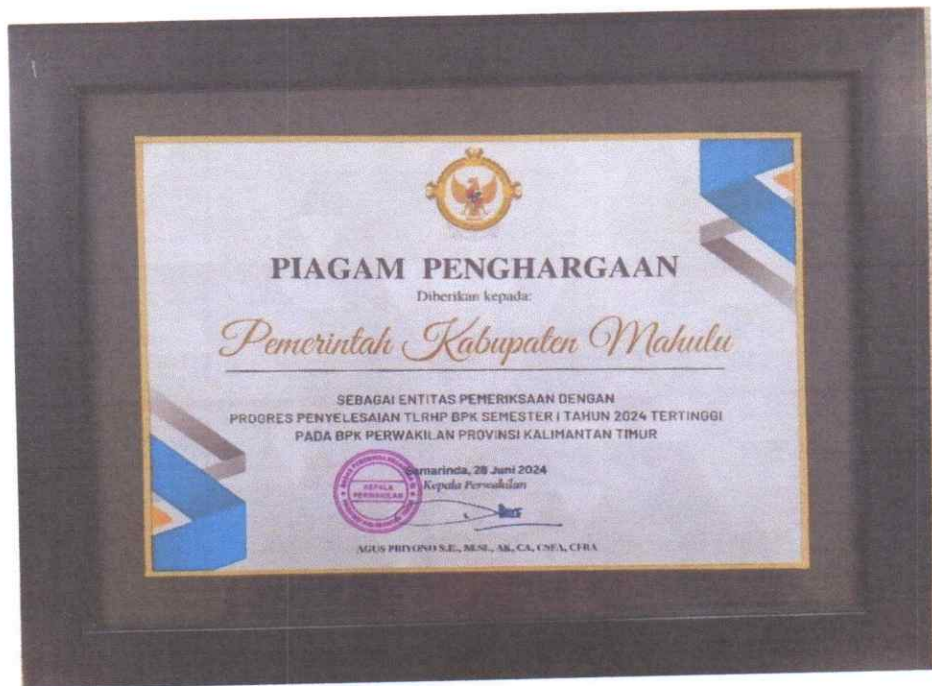 PIAGAM PENGHARGAAN
Diberikan kepada:
Pemerintah Kabupaten Mahulu
SEBAGAI ENTITAS PEMERIKSAAN DENGAN
PROGRES PENYELESAIAN TLRHP BPK SEMESTER I TAHUN 2024 TERTINGGI
PADA BPK PERWAKILAN PROVINSI KALIMANTAN TIMUR
Samarinda, 28 Juni 2024
Kepala Perwakilan
KEPALA
PERWAKILAN
AGUS PRIYONO S.E., M.SI., AK, CA, CSFA, CFRA